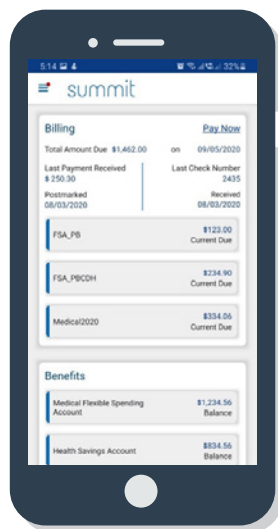 5:14 32%
summit
Billing Pay Now
Total Amount Due $1,462.00 on 09/05/2020
Last Payment Received Last Check Number
$ 250.30 2435
Postmarked Received
08/03/2020 08/03/2020
FSA_PB $123.00
Current Due
FSA_PBCDH $234.90
Current Due
Medical2020 $334.06
Current Due
Benefits
Medical Flexible Spending $1,234.56
Account Balance
Health Savings Account $834.56
Balance